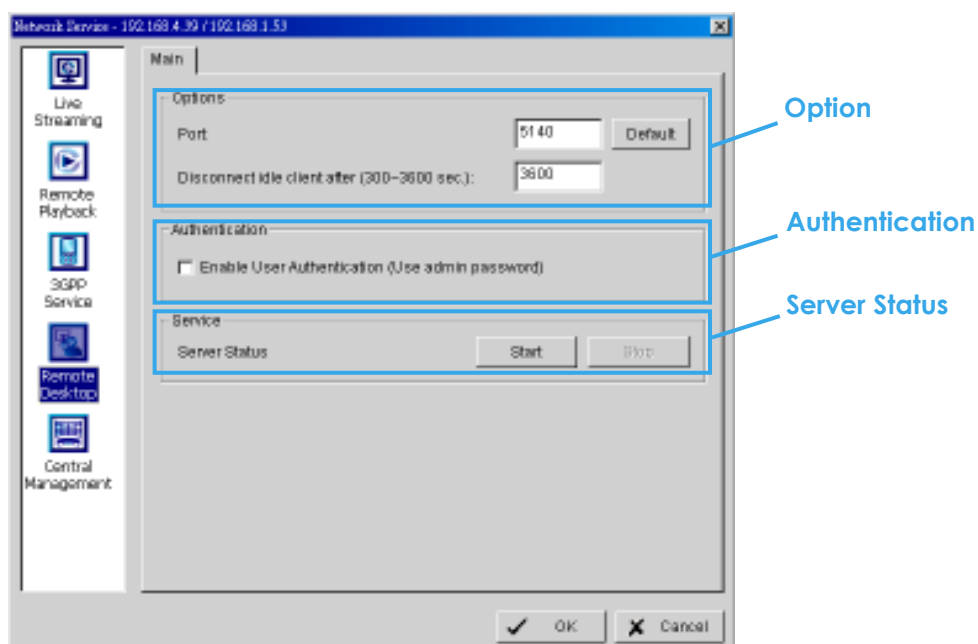 Network Service - 192.168.4.39 / 192.168.1.53
Live
Streaming
Remote
Playback
3GPP
Service
Remote
Desktop
Central
Management
Main
Options
Port
5140
Default
Disconnect idle client after (300~3600 sec.):
3600
Authentication
Enable User Authentication (Use admin password)
Service
Server Status
Start
Stop
OK
Cancel
Option
Authentication
Server Status